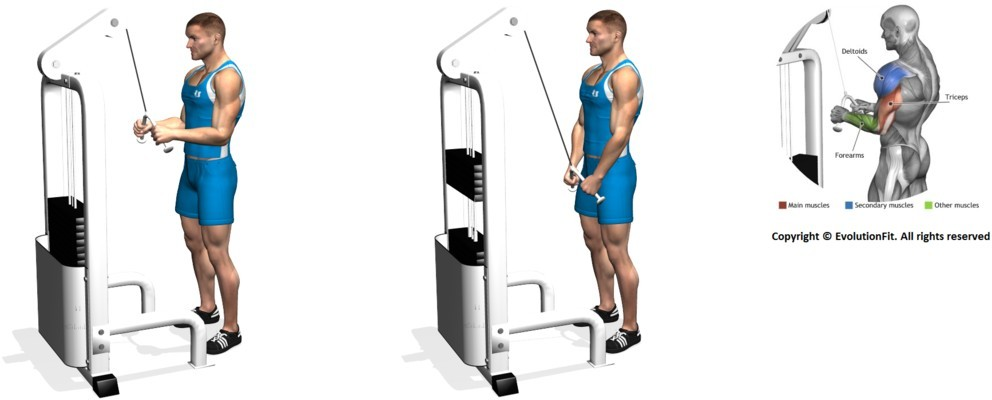 Deltoids
Triceps
Forearms
Main muscles Secondary muscles Other muscles
Copyright © EvolutionFit. All rights reserved